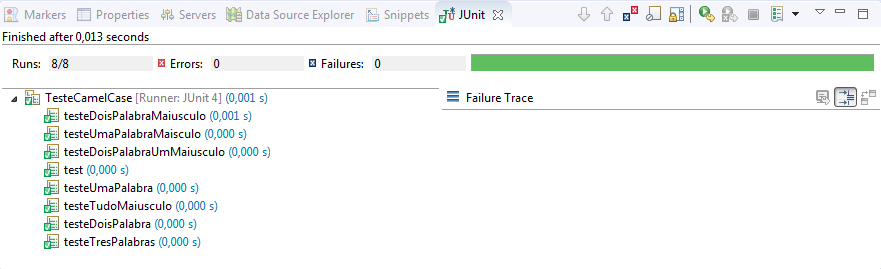 Markers Properties Servers Data Source Explorer Snippets JUnit
Finished after 0,013 seconds
Runs: 8/8 Errors: 0 Failures: 0
TesteCamelCase [Runner: JUnit 4] (0,001 s)
Failure Trace
testeDoisPalabraMaiusculo (0,001 s)
testeUmaPalabraMaisculo (0,000 s)
testeDoisPalabraUmMaiusculo (0,000 s)
test (0,000 s)
testeUmaPalabra (0,000 s)
testeTudoMaiusculo (0,000 s)
testeDoisPalabra (0,000 s)
testeTresPalabras (0,000 s)